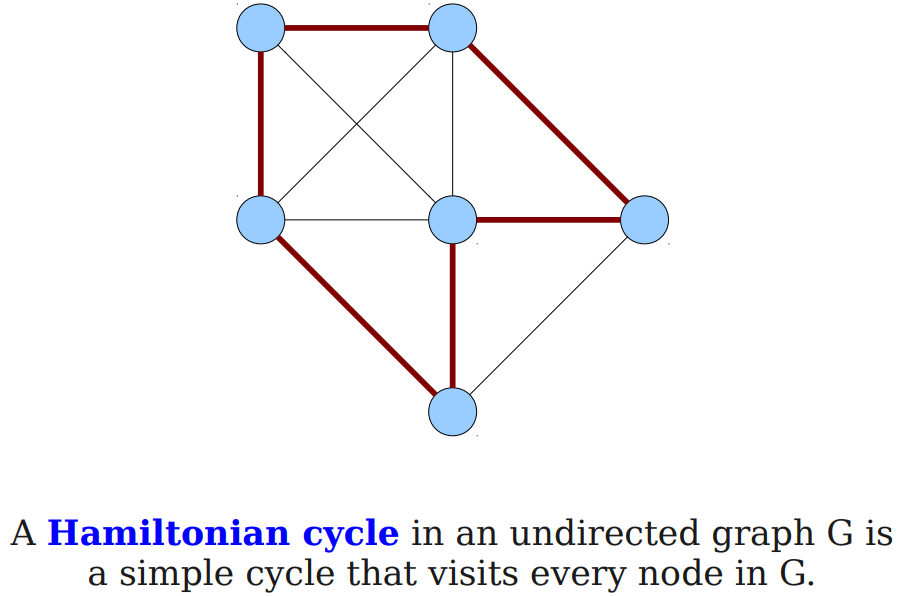 A Hamiltonian cycle in an undirected graph G is
a simple cycle that visits every node in G.